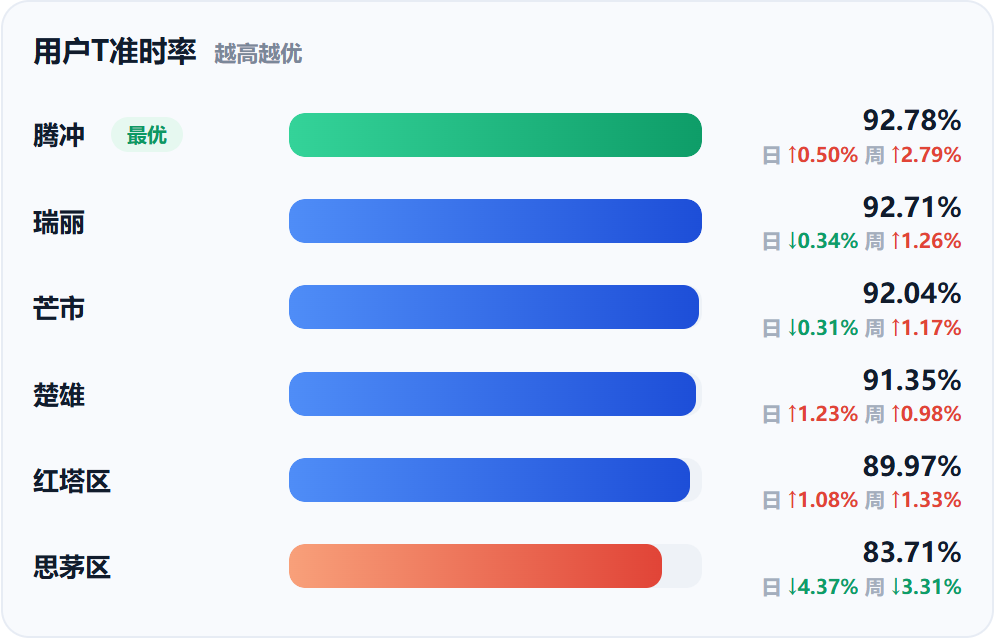 用户T准时率 越高越优
腾冲 最优 92.78%
日 ↑0.50% 周 ↑2.79%
瑞丽 92.71%
日 ↓0.34% 周 ↑1.26%
芒市 92.04%
日 ↓0.31% 周 ↑1.17%
楚雄 91.35%
日 ↑1.23% 周 ↑0.98%
红塔区 89.97%
日 ↑1.08% 周 ↑1.33%
思茅区 83.71%
日 ↓4.37% 周 ↓3.31%